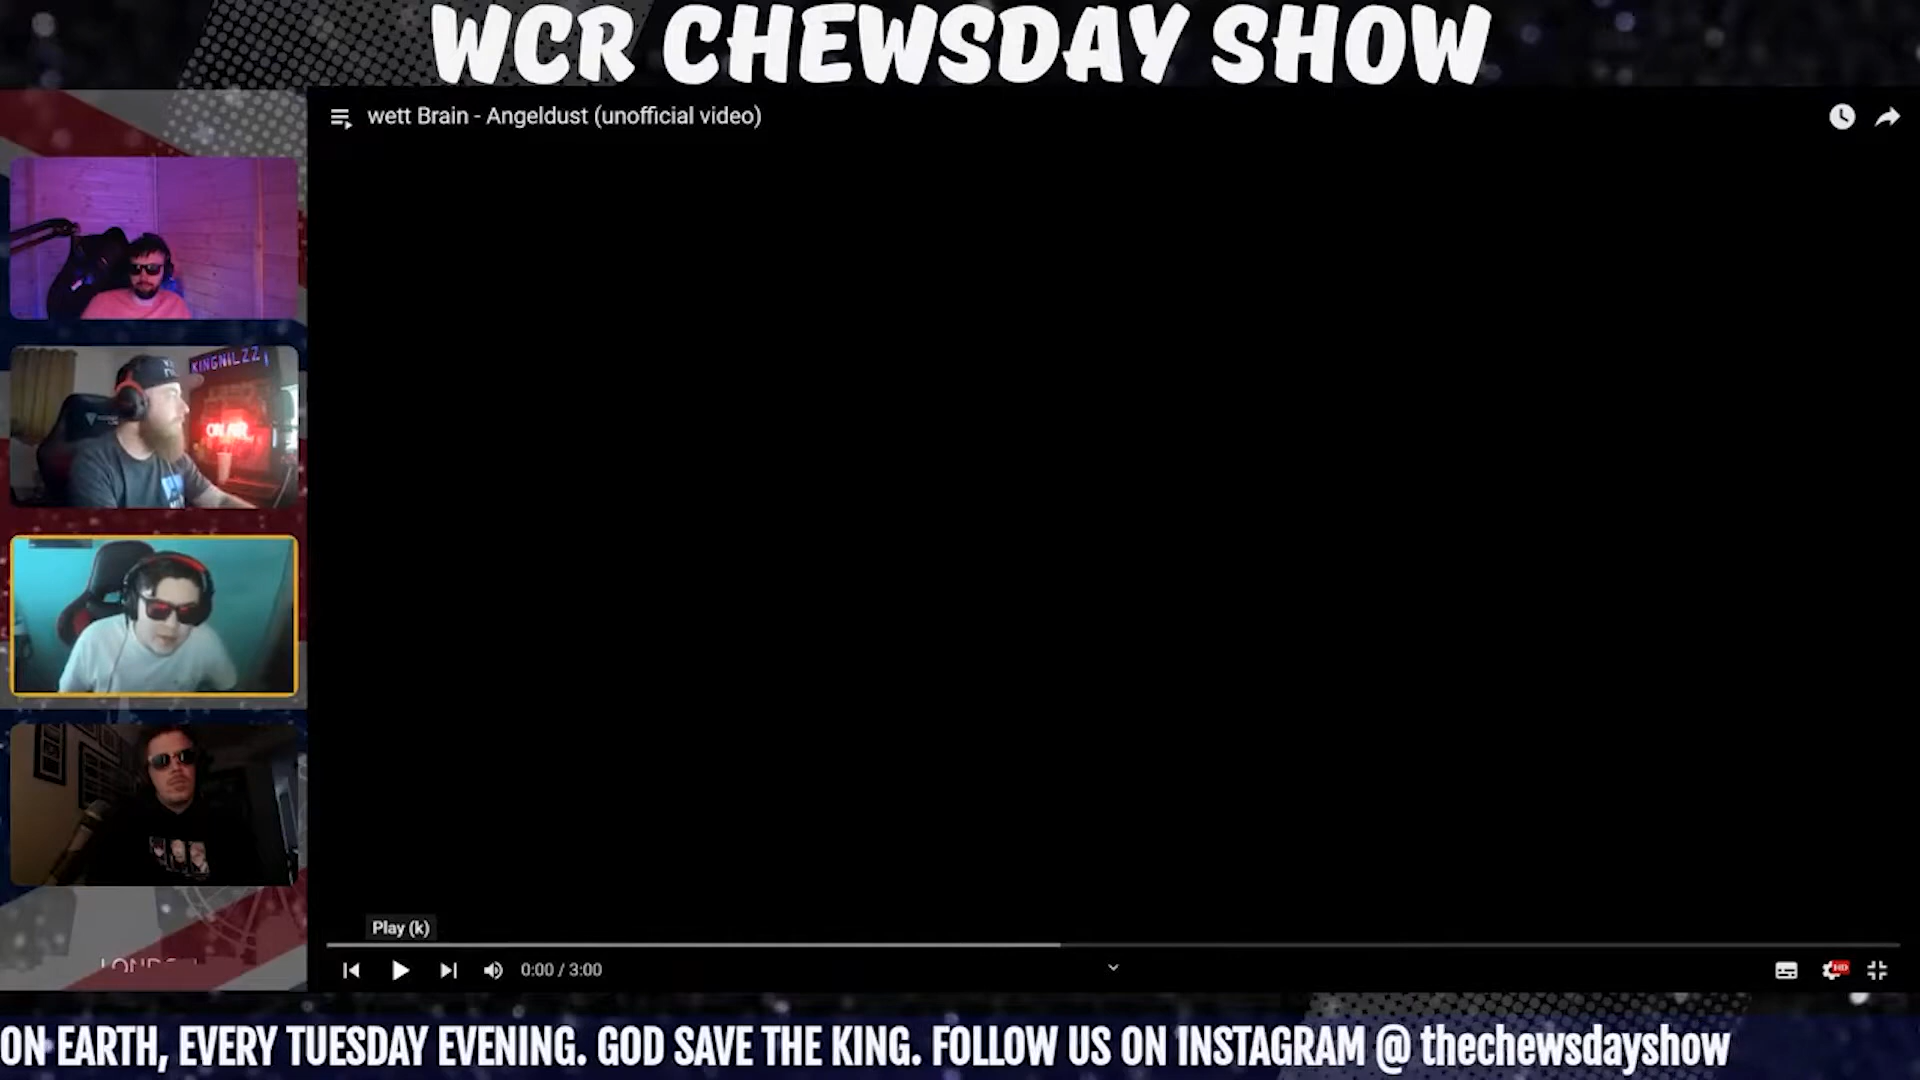 WCR CHEWSDAY SHOW
wett Brain - Angeldust (unofficial video)
KINGNILZZ
ON AIR
Play (k)
0:00 / 3:00
HD
ON EARTH, EVERY TUESDAY EVENING. GOD SAVE THE KING. FOLLOW US ON INSTAGRAM @ thechewsdayshow